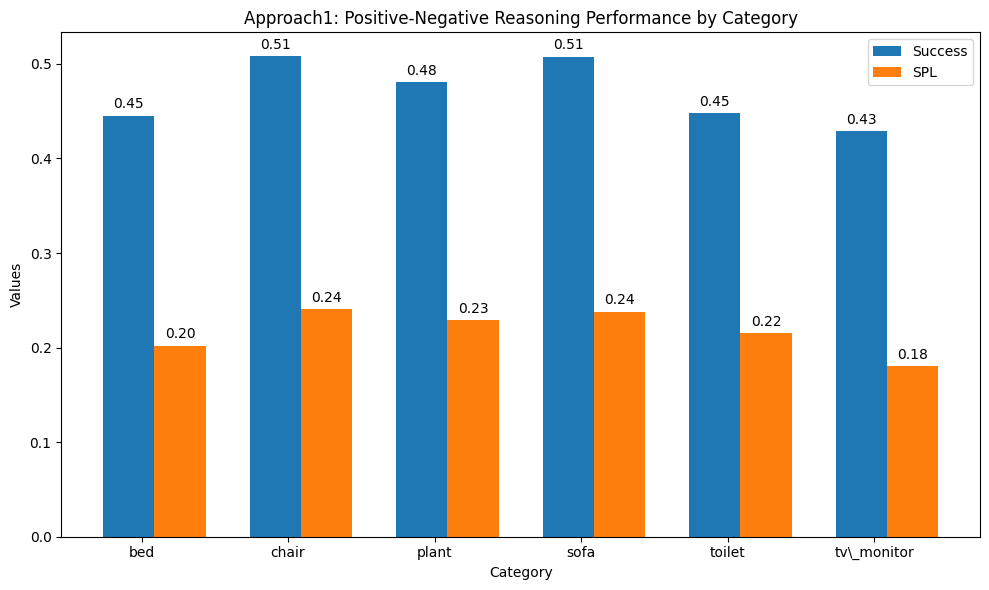 Approach1: Positive-Negative Reasoning Performance by Category
Success
SPL
Values
0.5
0.4
0.3
0.2
0.1
0.0
0.45
0.20
0.51
0.24
0.48
0.23
0.51
0.24
0.45
0.22
0.43
0.18
bed
chair
plant
sofa
toilet
tv\_monitor
Category